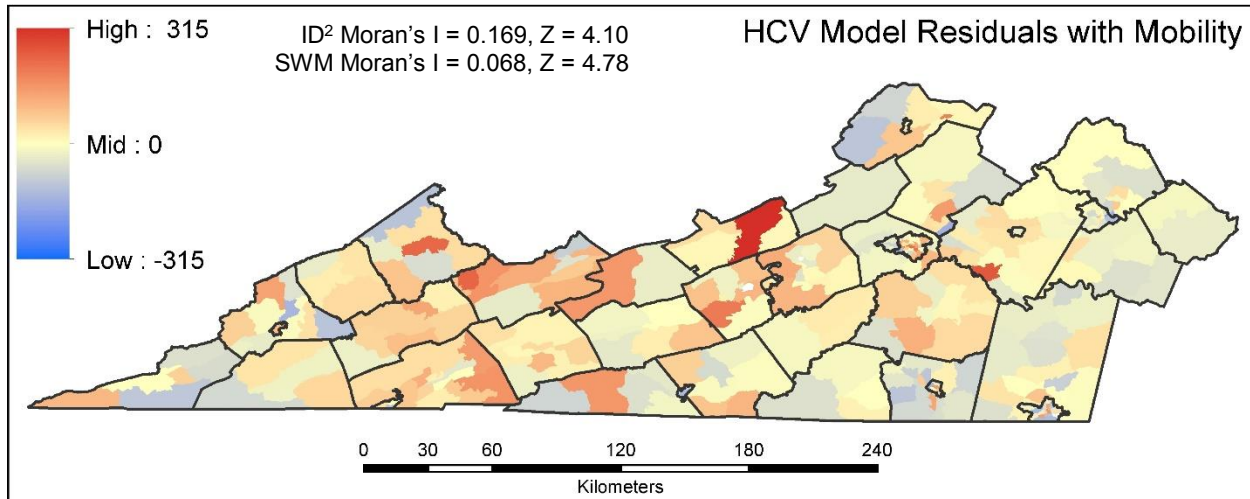 HCV Model Residuals with Mobility
ID² Moran's I = 0.169, Z = 4.10
SWM Moran's I = 0.068, Z = 4.78
High : 315
Mid : 0
Low : -315
0 30 60 120 180 240
Kilometers